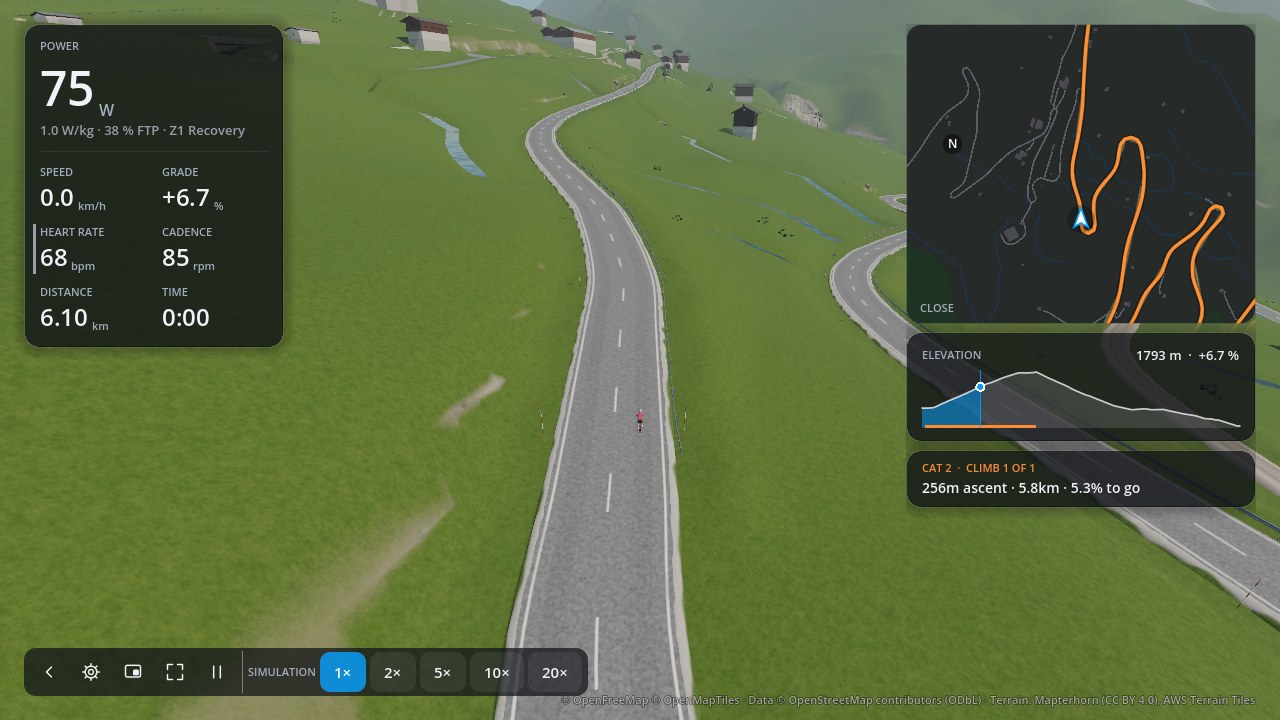 POWER
75 W
1.0 W/kg · 38 % FTP · Z1 Recovery
SPEED GRADE
0.0 km/h +6.7 %
HEART RATE CADENCE
68 bpm 85 rpm
DISTANCE TIME
6.10 km 0:00
N
CLOSE
ELEVATION 1793 m · +6.7 %
CAT 2 · CLIMB 1 OF 1
256m ascent · 5.8km · 5.3% to go
SIMULATION 1× 2× 5× 10× 20×
© OpenFreeMap © OpenMapTiles · Data © OpenStreetMap contributors (ODbL) · Terrain: Mapterhorn (CC BY 4.0), AWS Terrain Tiles